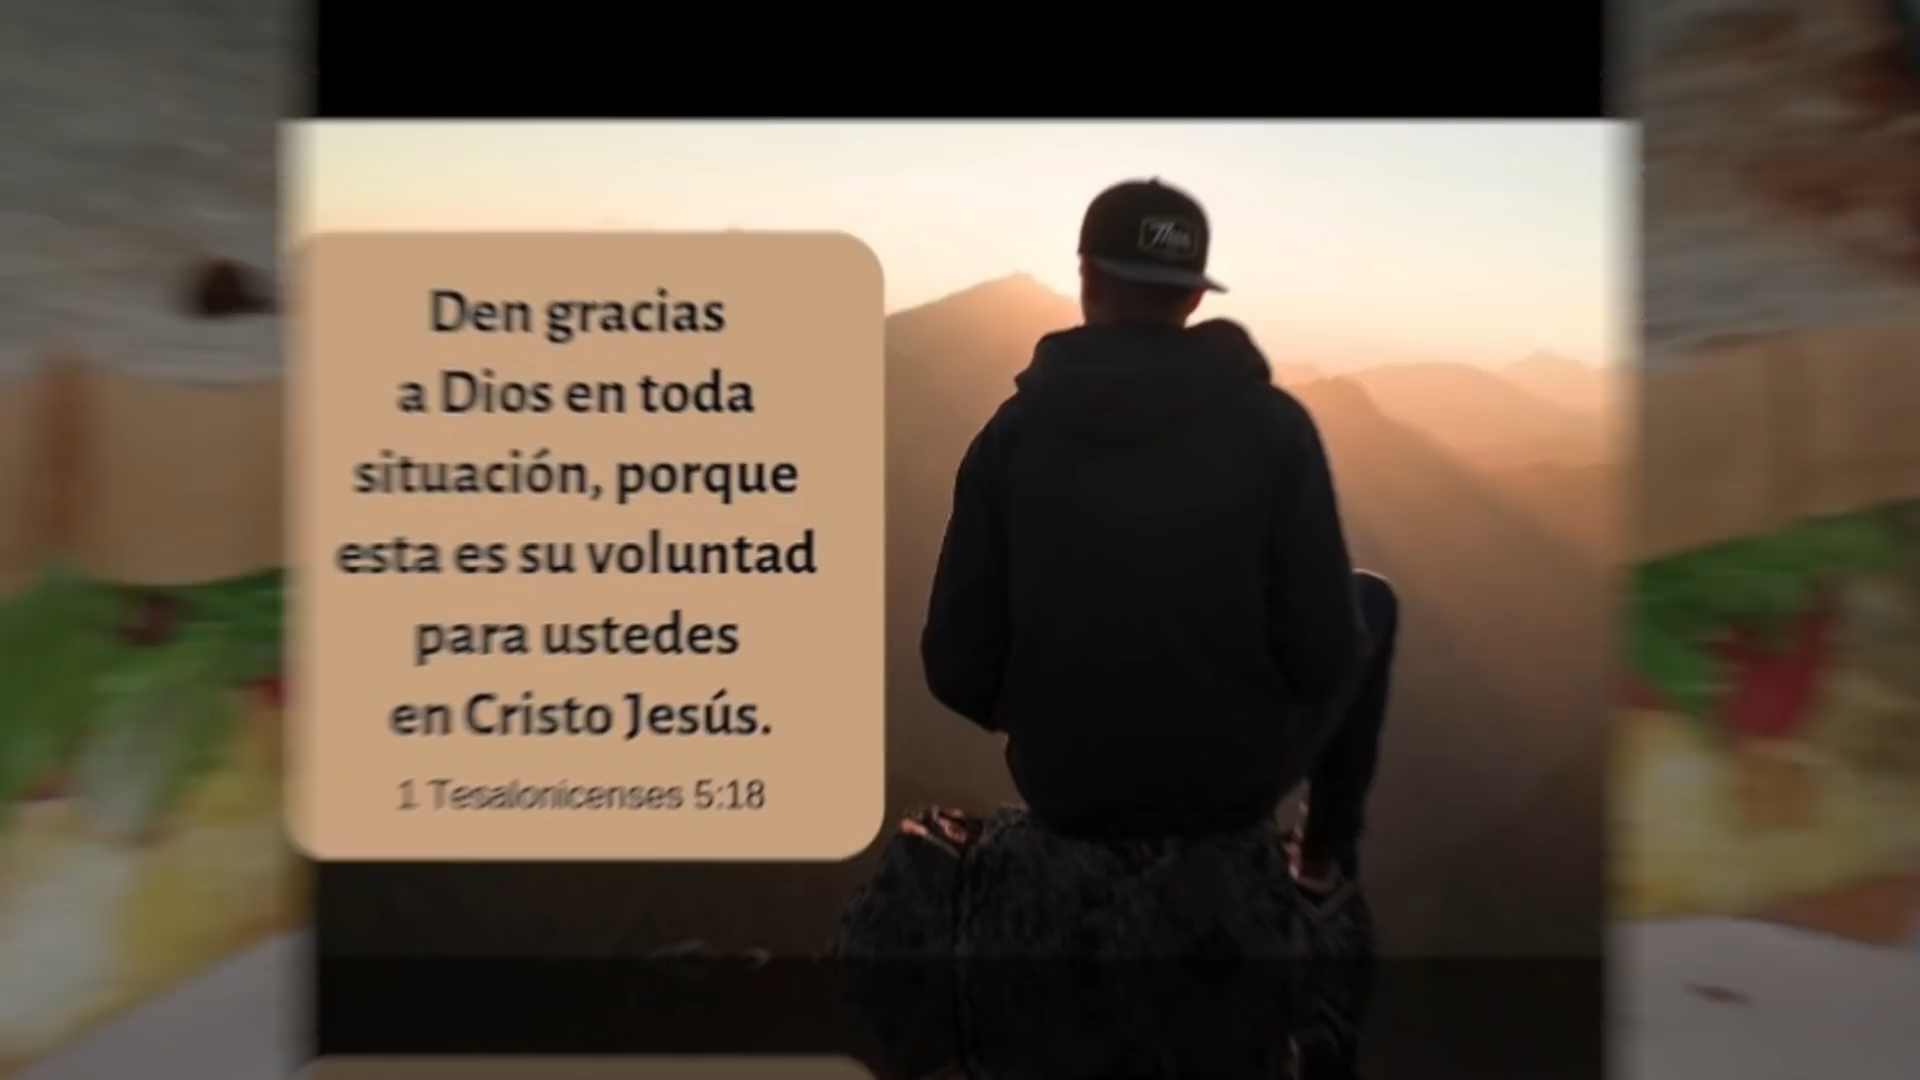 Den gracias
a Dios en toda
situación, porque
esta es su voluntad
para ustedes
en Cristo Jesús.
1 Tesalonicenses 5:18